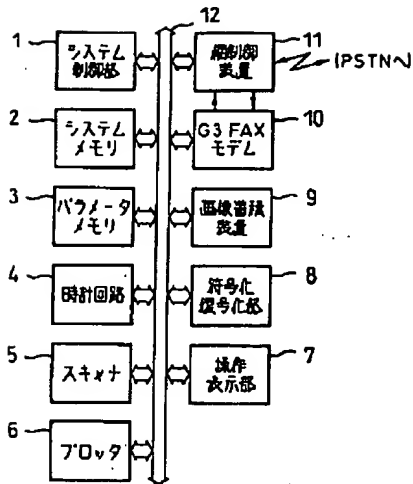 12
1
システム
制御部
11
網制御
装置
(PSTNへ)
2
システム
メモリ
10
G3 FAX
モデム
3
パラメータ
メモリ
9
画像蓄積
装置
4
時計回路
8
符号化
復号化部
5
スキャナ
7
操作
表示部
6
プロッタ